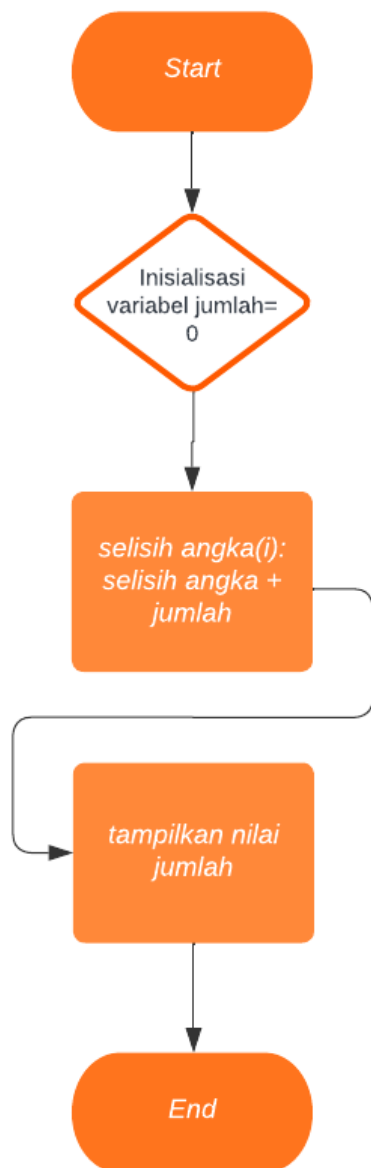 Start
Inisialisasi
variabel jumlah=
0
selisih angka(i):
selisih angka +
jumlah
tampilkan nilai
jumlah
End